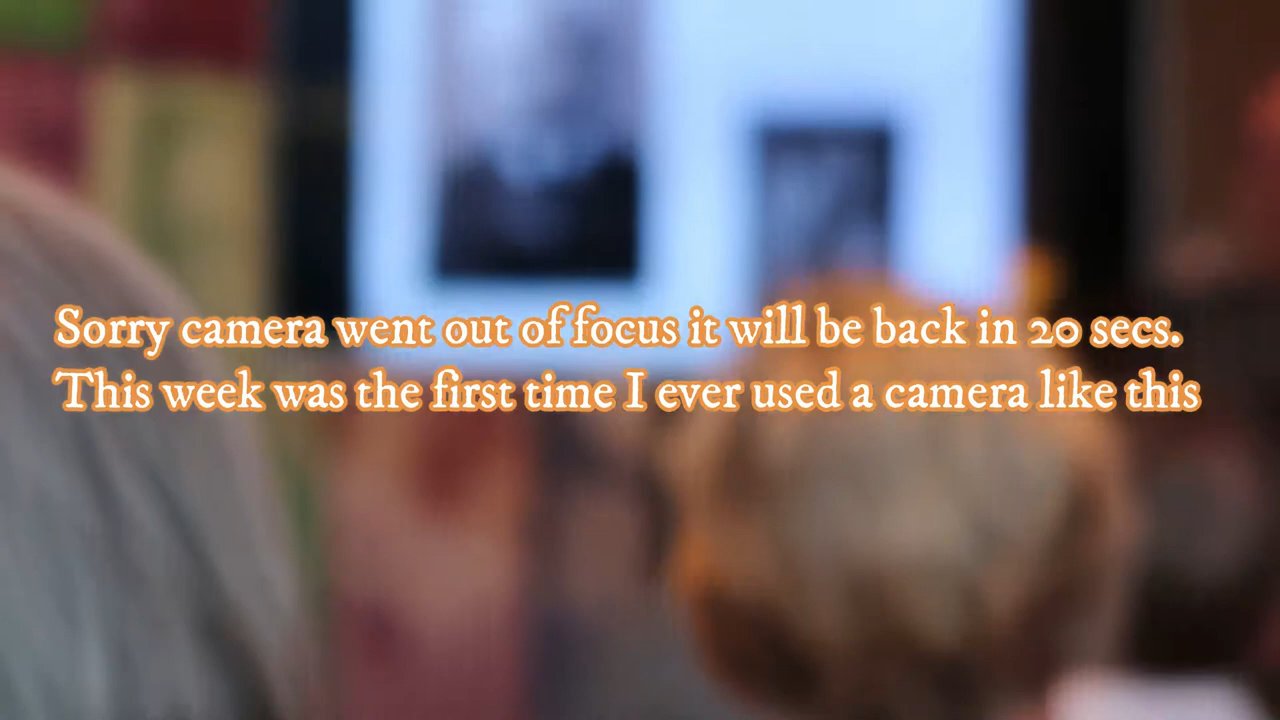 Sorry camera went out of focus it will be back in 20 secs.
This week was the first time I ever used a camera like this